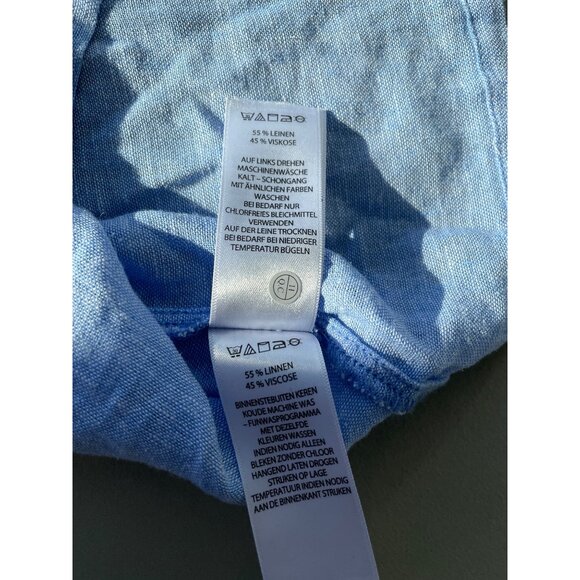 55 % LEINEN
45 % VISKOSE
AUF LINKS DREHEN
MASCHINENWÄSCHE
KALT – SCHONGANG
MIT ÄHNLICHEN FARBEN
WASCHEN
BEI BEDARF NUR
CHLORFREIES BLEICHMITTEL
VERWENDEN
AUF DER LEINE TROCKNEN
BEI BEDARF BEI NIEDRIGER
TEMPERATUR BÜGELN
QC
55 % LINNEN
45 % VISCOSE
BINNENSTEBUITEN KEREN
KOUDE MACHINE WAS
– FIJNWASPROGRAMMA
MET DEZELFDE
KLEUREN WASSEN
INDIEN NODIG ALLEEN
BLEKEN ZONDER CHLOOR
HANGEND LATEN DROGEN
STRIJKEN OP LAGE
TEMPERATUUR INDIEN NODIG
AAN DE BINNENKANT STRIJKEN